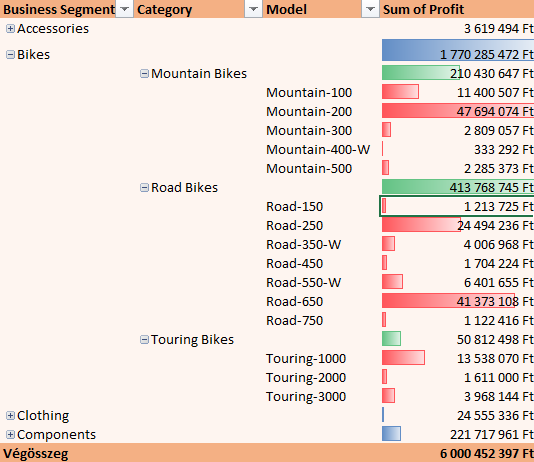 Business Segment Category Model Sum of Profit
Accessories 3 619 494 Ft
Bikes 1 770 285 472 Ft
Mountain Bikes 210 430 647 Ft
Mountain-100 11 400 507 Ft
Mountain-200 47 694 074 Ft
Mountain-300 2 809 057 Ft
Mountain-400-W 333 292 Ft
Mountain-500 2 285 373 Ft
Road Bikes 413 768 745 Ft
Road-150 1 213 725 Ft
Road-250 24 494 236 Ft
Road-350-W 4 006 968 Ft
Road-450 1 704 224 Ft
Road-550-W 6 401 655 Ft
Road-650 41 373 108 Ft
Road-750 1 122 416 Ft
Touring Bikes 50 812 498 Ft
Touring-1000 13 538 070 Ft
Touring-2000 1 611 000 Ft
Touring-3000 3 968 144 Ft
Clothing 24 555 336 Ft
Components 221 717 961 Ft
Végösszeg 6 000 452 397 Ft